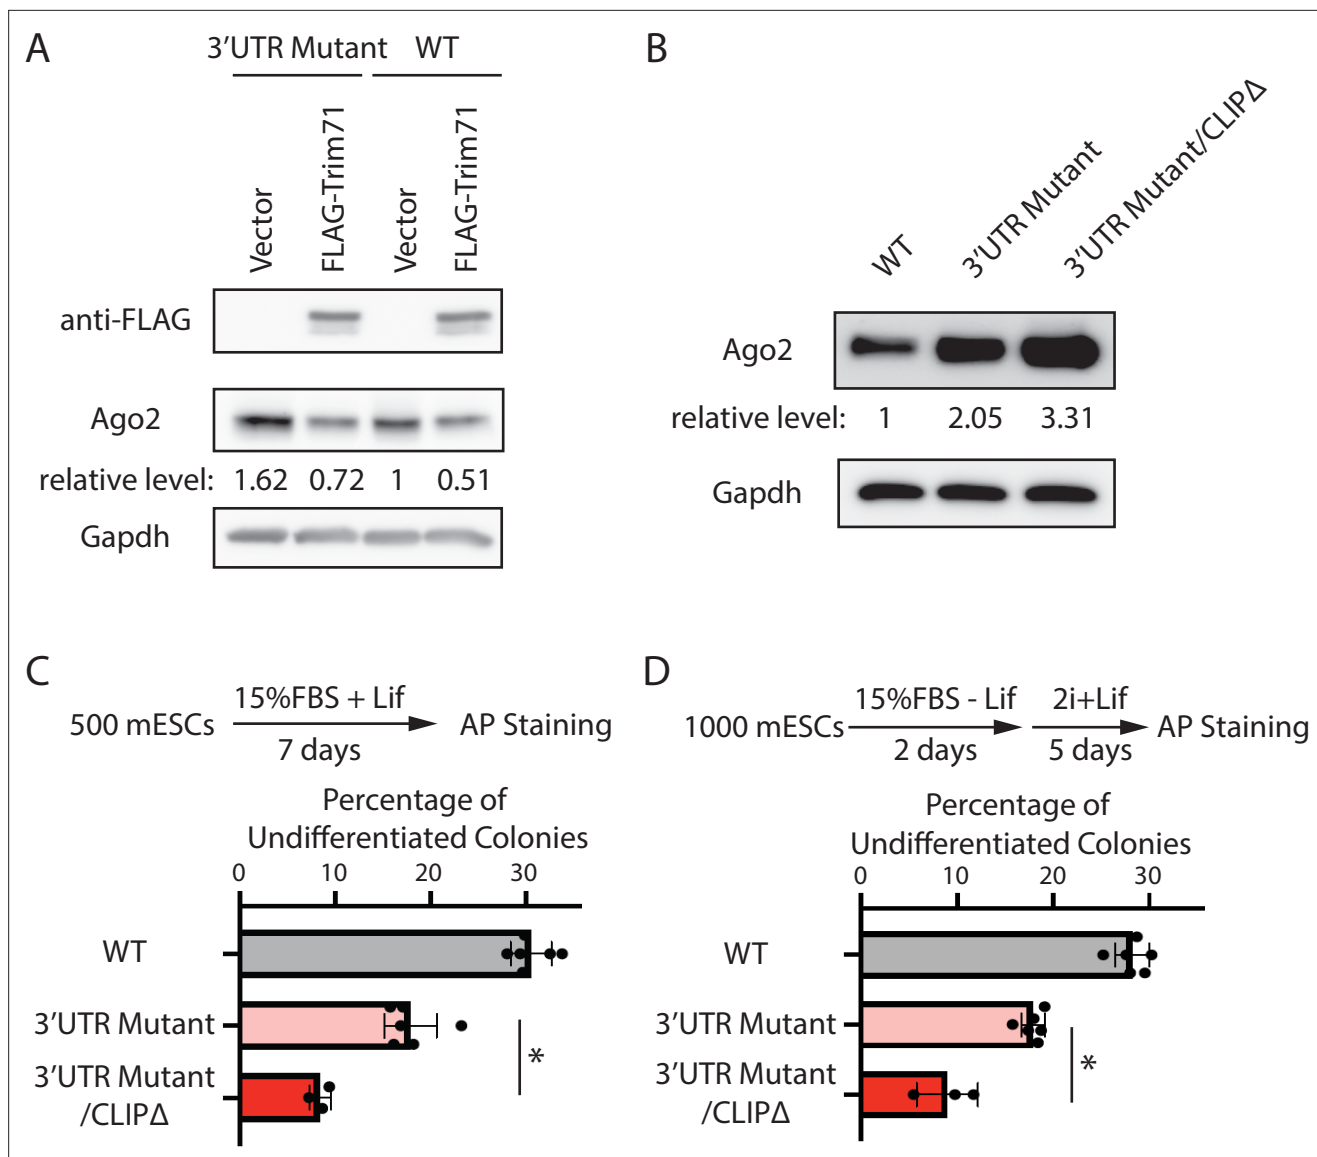 A
3'UTR Mutant WT
Vector
FLAG-Trim71
Vector
FLAG-Trim71
anti-FLAG
Ago2
relative level: 1.62 0.72 1 0.51
Gapdh
B
WT
3'UTR Mutant
3'UTR Mutant/CLIPΔ
Ago2
relative level: 1 2.05 3.31
Gapdh
C
15%FBS + Lif
500 mESCs AP Staining
7 days
Percentage of
Undifferentiated Colonies
0 10 20 30
WT
3'UTR Mutant
3'UTR Mutant
/CLIPΔ
*
D
15%FBS - Lif 2i+Lif
1000 mESCs AP Staining
2 days 5 days
Percentage of
Undifferentiated Colonies
0 10 20 30
WT
3'UTR Mutant
3'UTR Mutant
/CLIPΔ
*